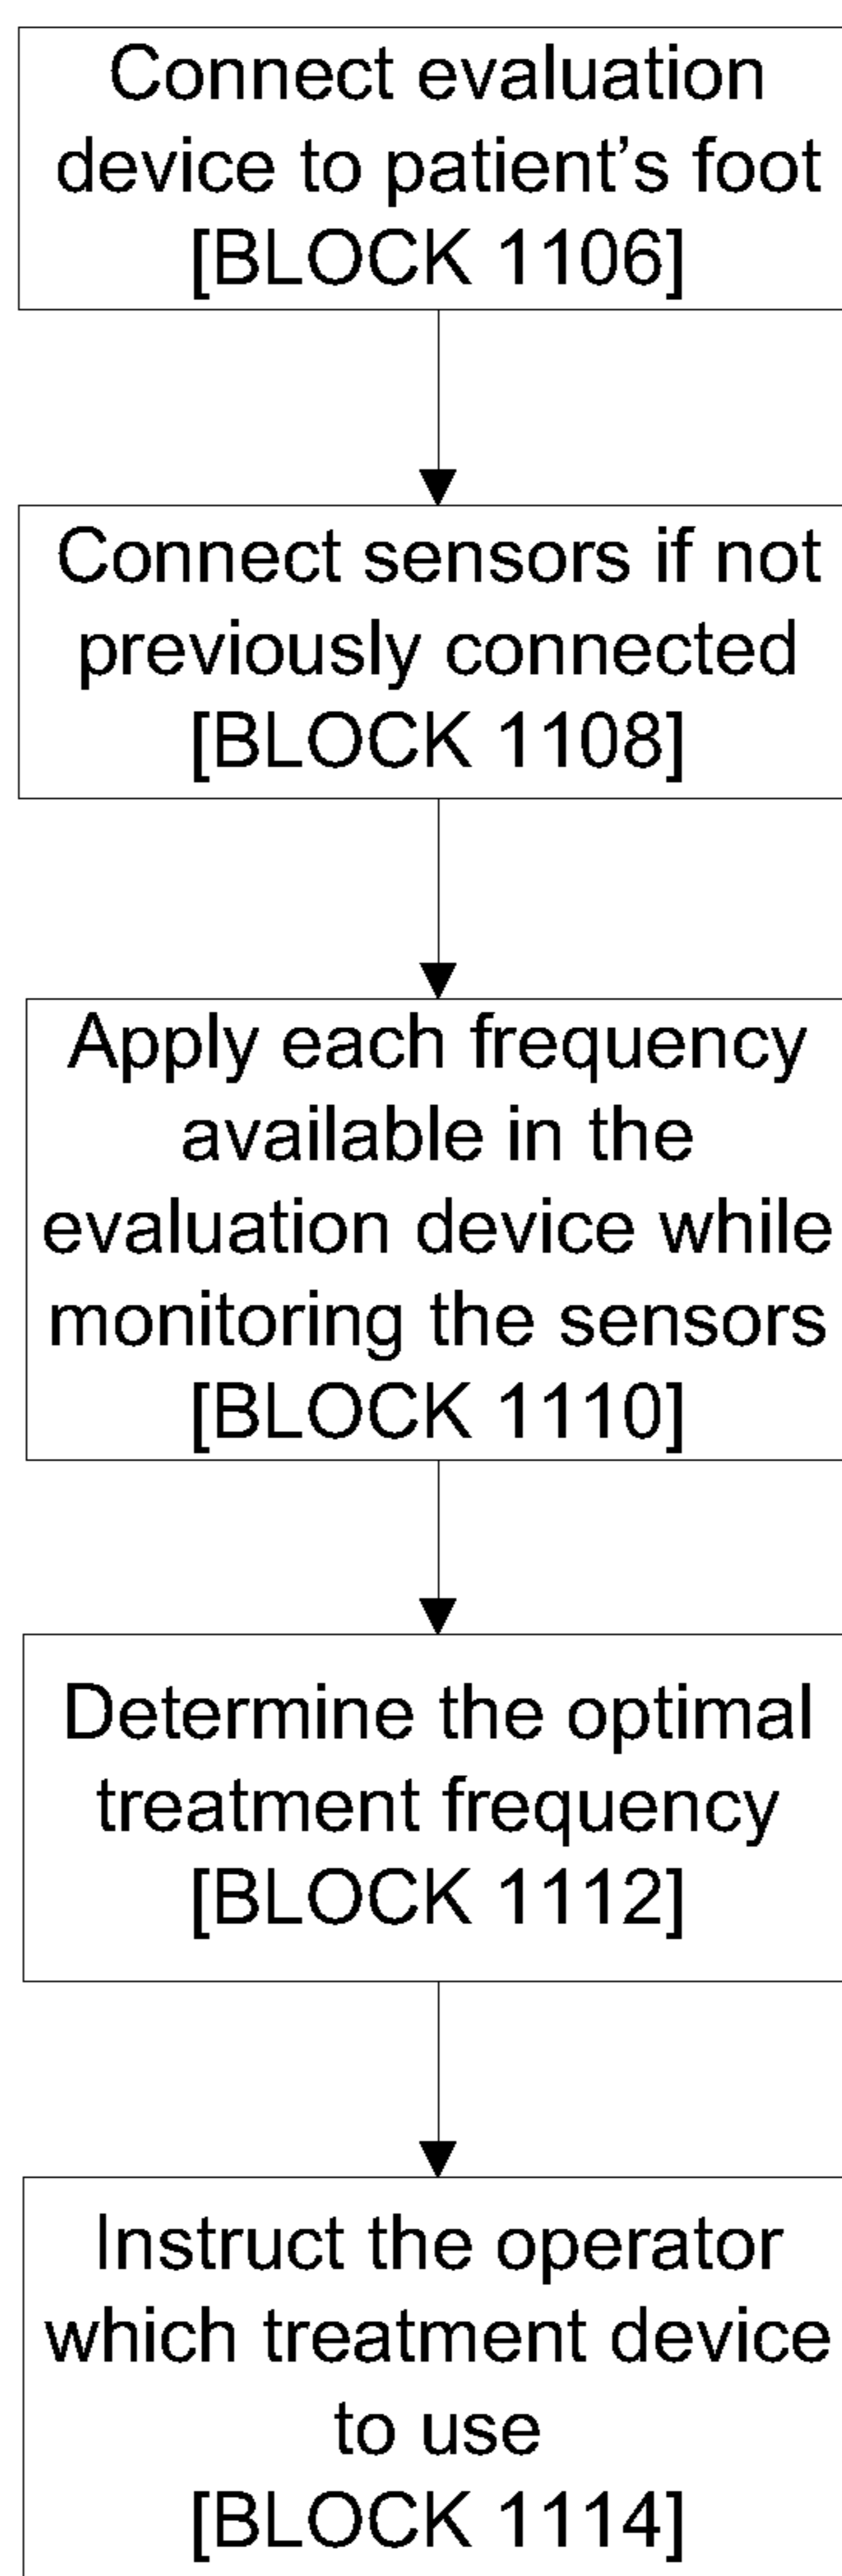 Connect evaluation
device to patient’s foot
[BLOCK 1106]
Connect sensors if not
previously connected
[BLOCK 1108]
Apply each frequency
available in the
evaluation device while
monitoring the sensors
[BLOCK 1110]
Determine the optimal
treatment frequency
[BLOCK 1112]
Instruct the operator
which treatment device
to use
[BLOCK 1114]